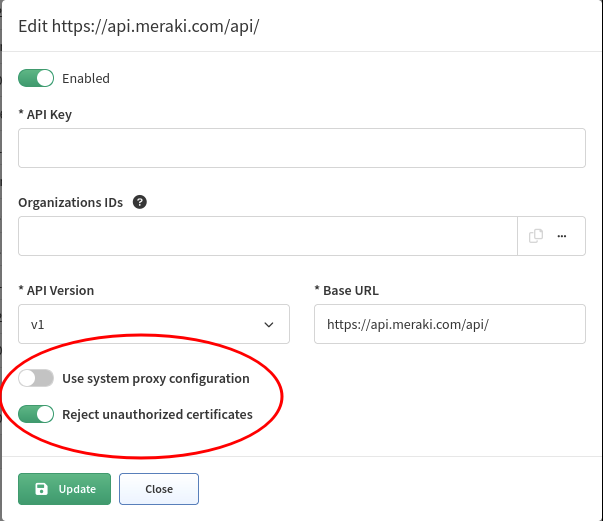 Edit https://api.meraki.com/api/
Enabled
* API Key
Organizations IDs ?
...
* API Version
* Base URL
v1
https://api.meraki.com/api/
Use system proxy configuration
Reject unauthorized certificates
Update
Close